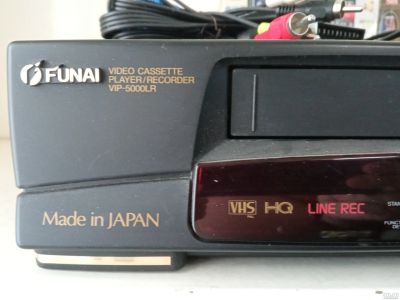 FUNAI
VIDEO CASSETTE
PLAYER/RECORDER
VIP-5000LR
VHS HQ LINE REC
Made in JAPAN